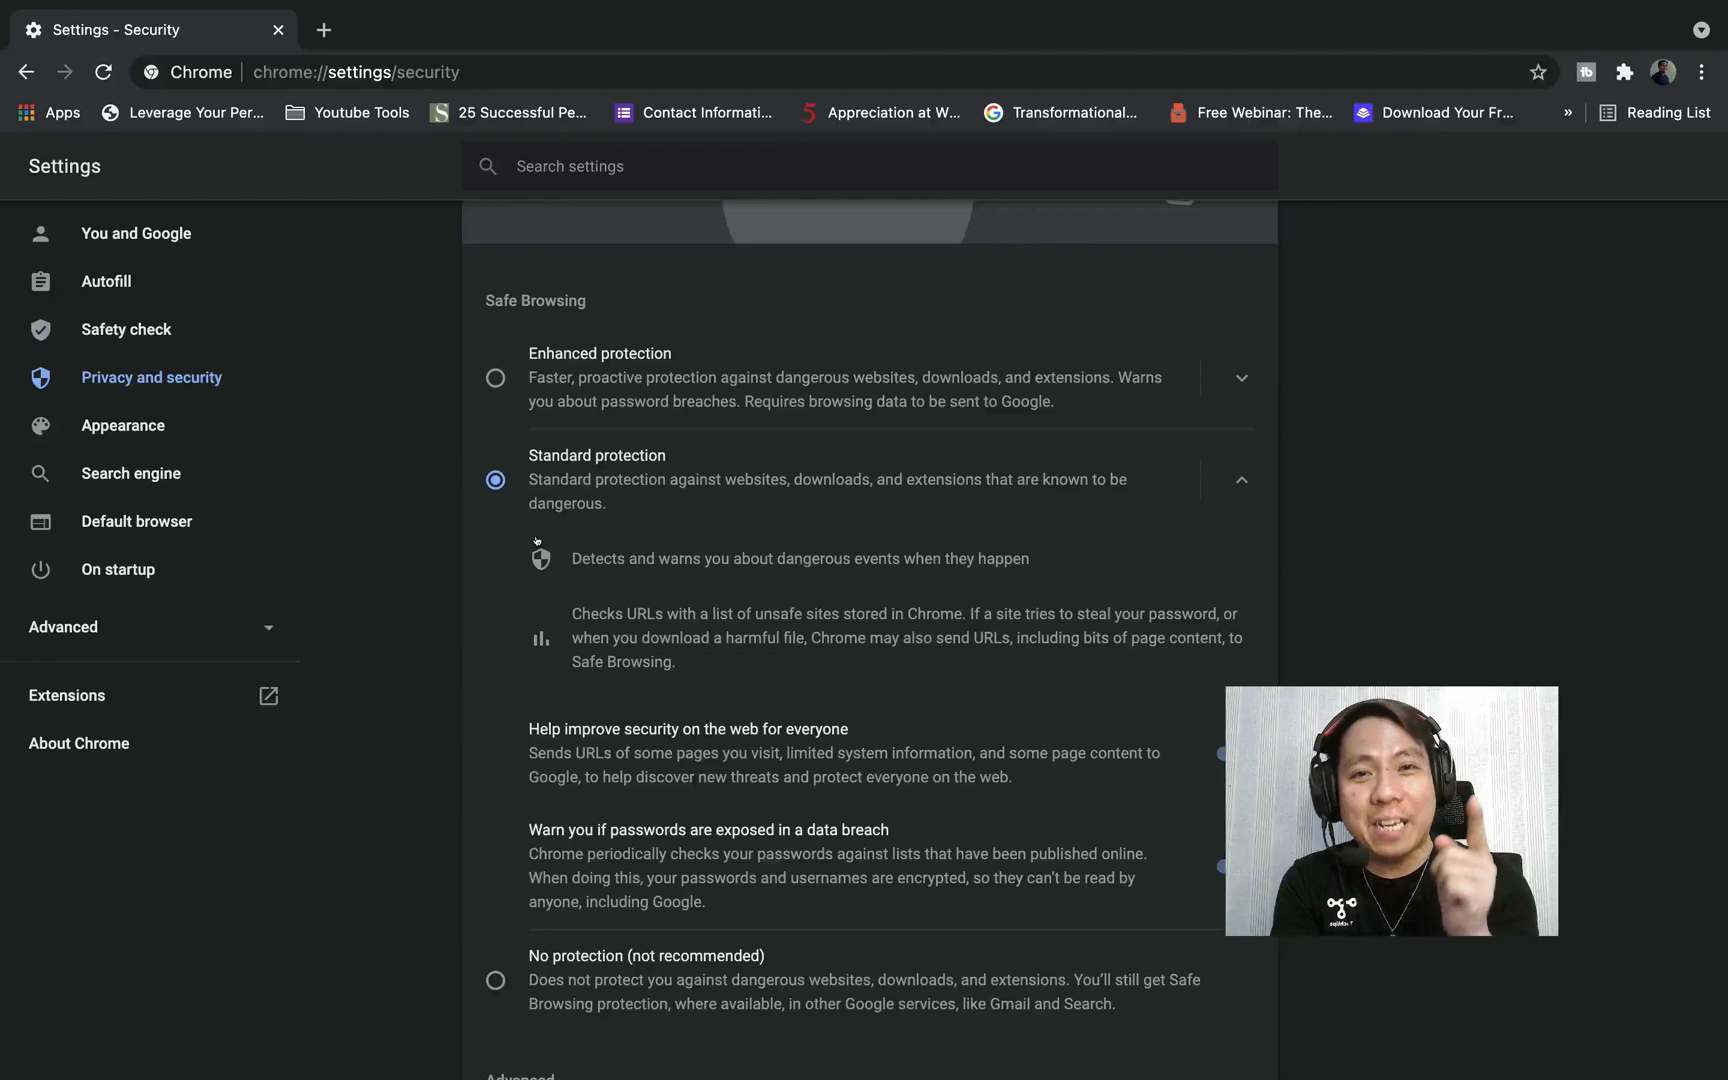 Settings - Security
Chrome
chrome://settings/security
tb
Apps
Leverage Your Per...
Youtube Tools
S
25 Successful Pe...
Contact Informati...
5
Appreciation at W...
G
Transformational...
Free Webinar: The...
Download Your Fr...
»
Reading List
Settings
Search settings
You and Google
Autofill
Safety check
Privacy and security
Appearance
Search engine
Default browser
On startup
Advanced
Extensions
About Chrome
Safe Browsing
Enhanced protection
Faster, proactive protection against dangerous websites, downloads, and extensions. Warns
you about password breaches. Requires browsing data to be sent to Google.
Standard protection
Standard protection against websites, downloads, and extensions that are known to be
dangerous.
Detects and warns you about dangerous events when they happen
Checks URLs with a list of unsafe sites stored in Chrome. If a site tries to steal your password, or
when you download a harmful file, Chrome may also send URLs, including bits of page content, to
Safe Browsing.
Help improve security on the web for everyone
Sends URLs of some pages you visit, limited system information, and some page content to
Google, to help discover new threats and protect everyone on the web.
Warn you if passwords are exposed in a data breach
Chrome periodically checks your passwords against lists that have been published online.
When doing this, your passwords and usernames are encrypted, so they can't be read by
anyone, including Google.
No protection (not recommended)
Does not protect you against dangerous websites, downloads, and extensions. You'll still get Safe
Browsing protection, where available, in other Google services, like Gmail and Search.
Advanced